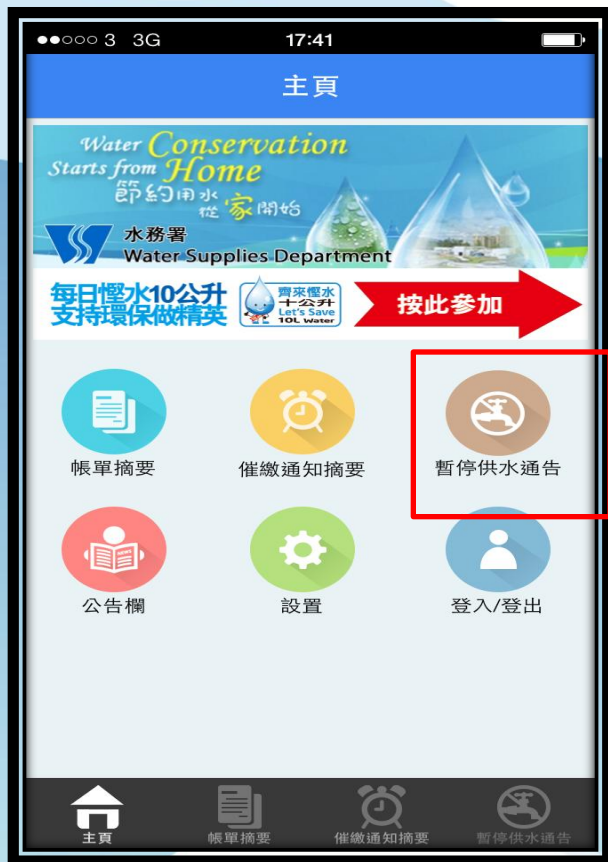 3 3G 17:41
主頁
Water Conservation
Starts from Home
節約用水
從家開始
水務署
Water Supplies Department
每日慳水10公升
支持環保做精英
齊來慳水
十公升
Let's Save
10L Water
按此參加
帳單摘要 催繳通知摘要 暫停供水通告
NEWS
公告欄 設置 登入/登出
主頁 帳單摘要 催繳通知摘要 暫停供水通告